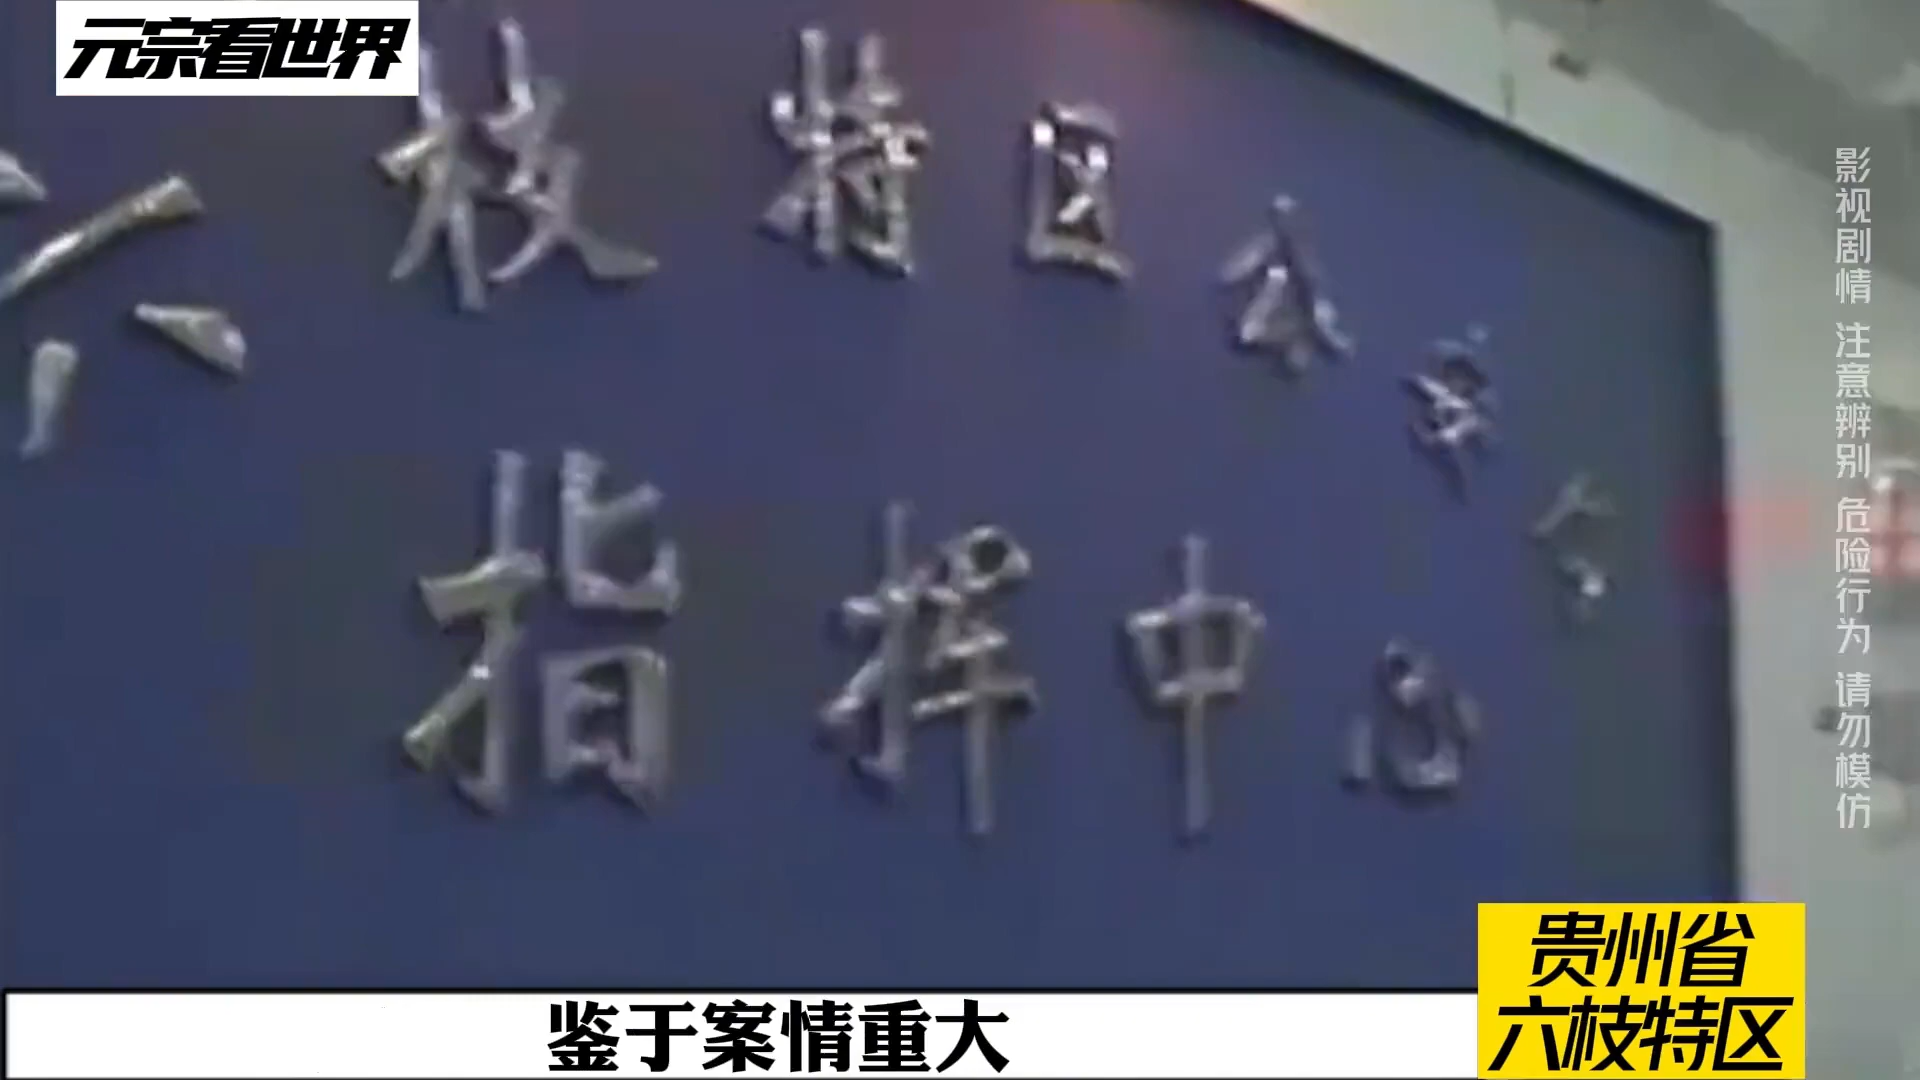 元宗看世界
六枝特区公安局
指挥中心
影视剧情 注意辨别 危险行为 请勿模仿
鉴于案情重大
贵州省
六枝特区